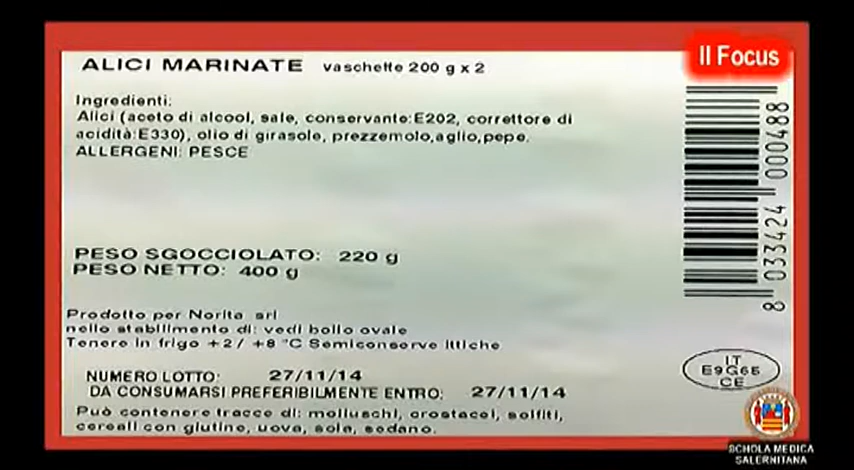 Il Focus
ALICI MARINATE vaschette 200 g x 2
Ingredienti:
Alici (aceto di alcool, sale, conservante:E202, correttore di
acidità:E330), olio di girasole, prezzemolo,aglio,pepe.
ALLERGENI: PESCE
8 033424 000488
PESO SGOCCIOLATO: 220 g
PESO NETTO: 400 g
Prodotto per Norita srl
nello stabilimento di: vedi bollo ovale
Tenere in frigo +2/ +8 °C Semiconserve ittiche
IT
E9G65
CE
NUMERO LOTTO: 27/11/14
DA CONSUMARSI PREFERIBILMENTE ENTRO: 27/11/14
Può contenere tracce di: molluschi, crostacei, solfiti,
cereali con glutine, uova, soia, sedano.
SCHOLA MEDICA
SALERNITANA